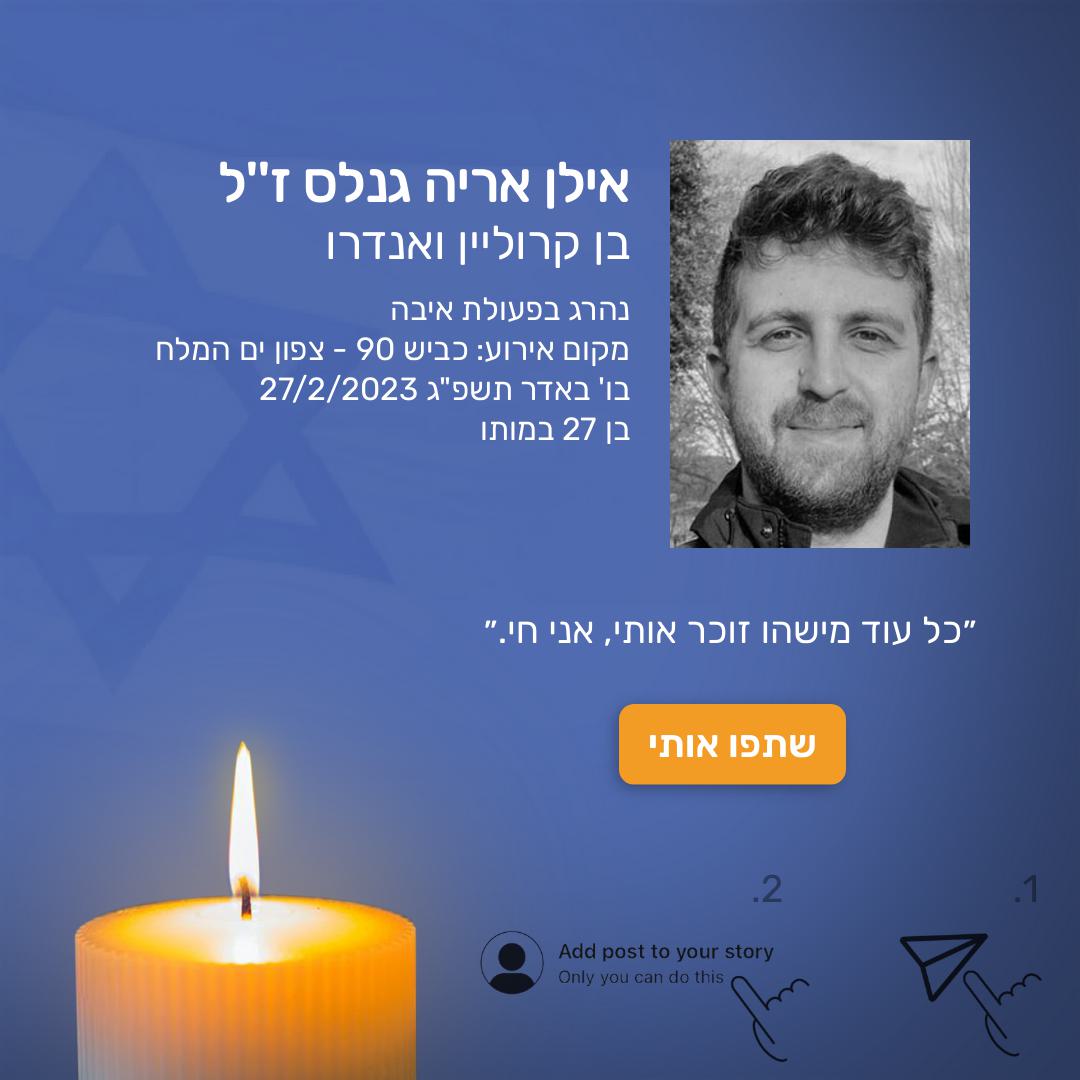 אילן אריה גנלס ז"ל
בן קרוליין ואנדרו
נהרג בפעולת איבה
מקום אירוע: כביש 90 - צפון ים המלח
בו' באדר תשפ"ג 27/2/2023
בן 27 במותו
״כל עוד מישהו זוכר אותי, אני חי.״
שתפו אותי
1.
2.
Add post to your story
Only you can do this